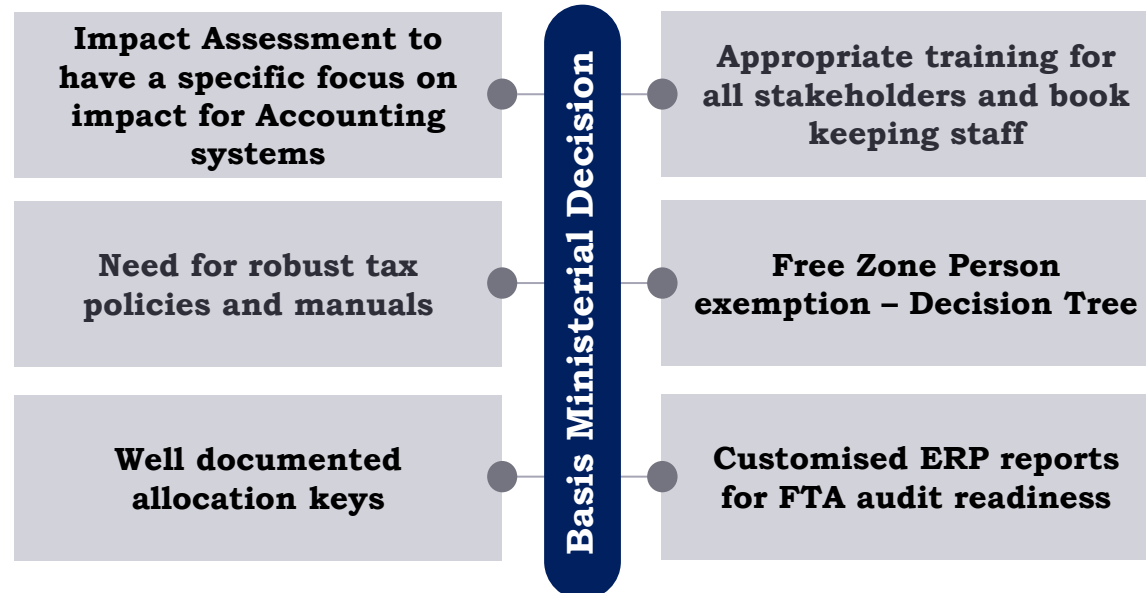 Impact Assessment to
have a specific focus on
impact for Accounting
systems
Need for robust tax
policies and manuals
Well documented
allocation keys
Basis Ministerial Decision
Appropriate training for
all stakeholders and book
keeping staff
Free Zone Person
exemption – Decision Tree
Customised ERP reports
for FTA audit readiness